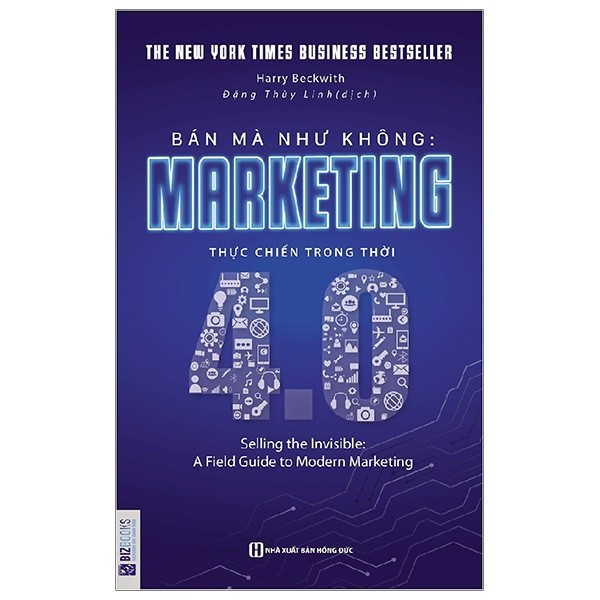 THE NEW YORK TIMES BUSINESS BESTSELLER
Harry Beckwith
Đặng Thùy Linh(dịch)
BÁN MÀ NHƯ KHÔNG:
MARKETING
THỰC CHIẾN TRONG THỜI
4.0
Selling the Invisible:
A Field Guide to Modern Marketing
NHÀ XUẤT BẢN HỒNG ĐỨC
BIZBOOKS